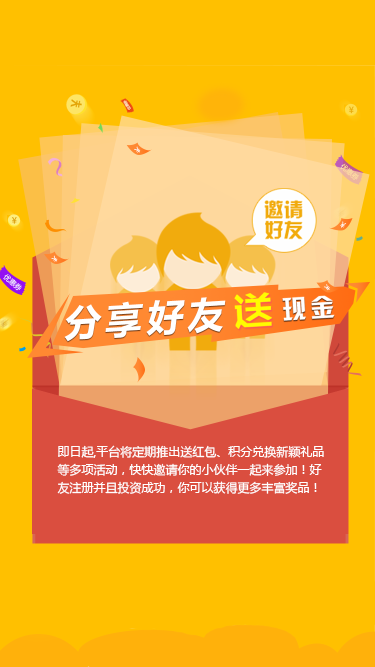 邀请
好友
优惠券
分享好友送现金
即日起,平台将定期推出送红包、积分兑换新颖礼品
等多项活动，快快邀请你的小伙伴一起来参加！好
友注册并且投资成功，你可以获得更多丰富奖品！